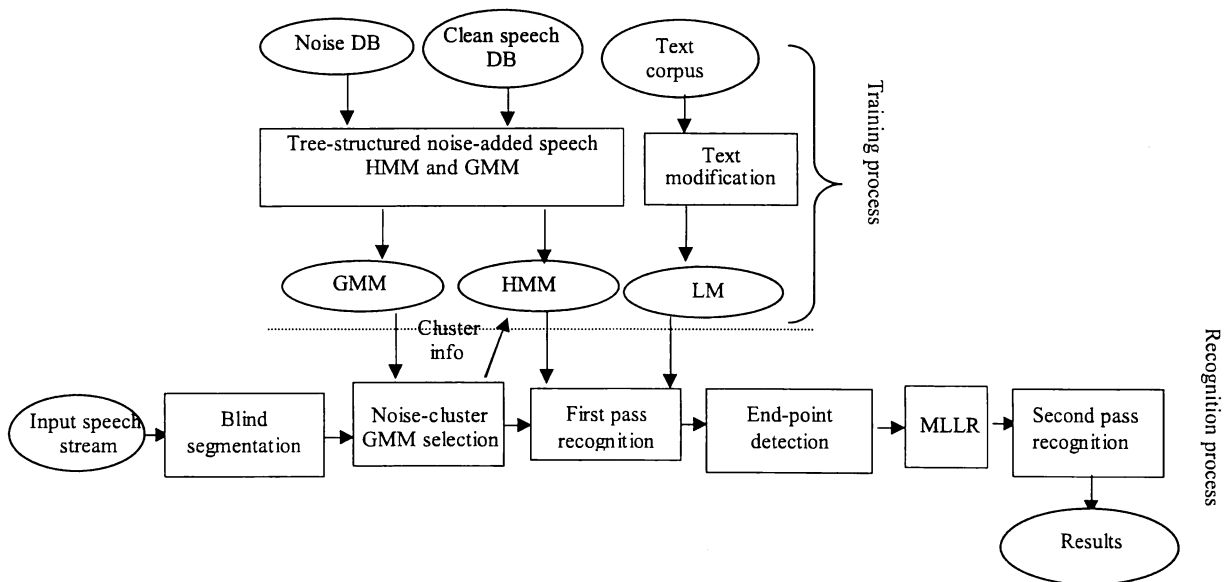 Noise DB
Clean speech
DB
Text
corpus
Tree-structured noise-added speech
HMM and GMM
Text
modification
Training process
GMM
HMM
LM
Cluster
info
Input speech
stream
Blind
segmentation
Noise-cluster
GMM selection
First pass
recognition
End-point
detection
MLLR
Second pass
recognition
Recognition process
Results